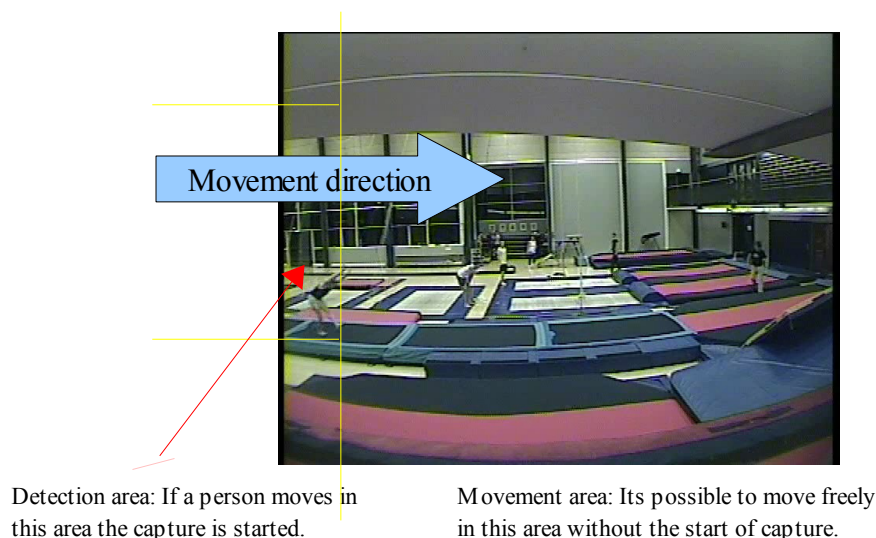 Movement direction
Detection area: If a person moves in
this area the capture is started.
Movement area: Its possible to move freely
in this area without the start of capture.